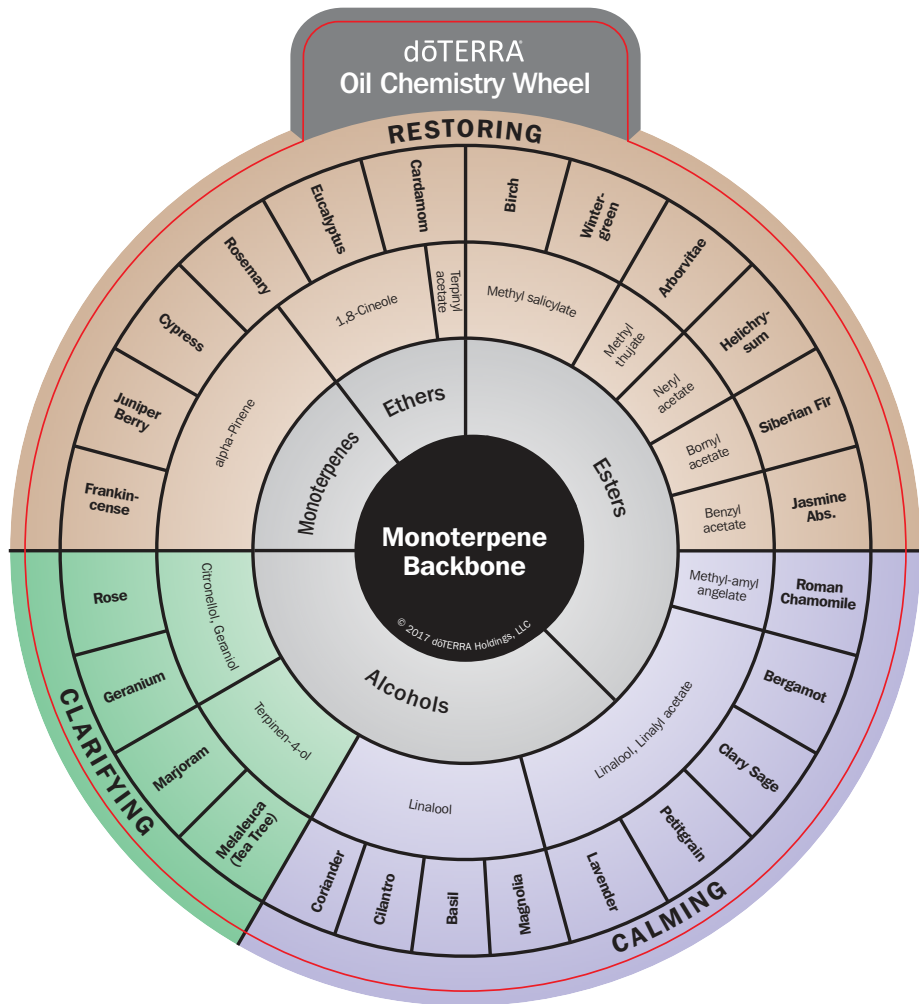 dōTERRA®
Oil Chemistry Wheel
RESTORING
Frankin-
cense
Juniper
Berry
Cypress
Rosemary
Eucalyptus
Cardamom
Birch
Winter-
green
Arborvitae
Helichry-
sum
Siberian Fir
Jasmine
Abs.
alpha-Pinene
1,8-Cineole
Terpinyl
acetate
Methyl salicylate
Methyl
thujate
Neryl
acetate
Bornyl
acetate
Benzyl
acetate
Monoterpenes
Ethers
Esters
Monoterpene
Backbone
© 2017 dōTERRA Holdings, LLC
Alcohols
Citronellol, Geraniol
Terpinen-4-ol
Linalool
Linalool, Linalyl acetate
Methyl-amyl
angelate
Rose
Geranium
Marjoram
Melaleuca
(Tea Tree)
Coriander
Cilantro
Basil
Magnolia
Lavender
Petitgrain
Clary Sage
Bergamot
Roman
Chamomile
CLARIFYING
CALMING